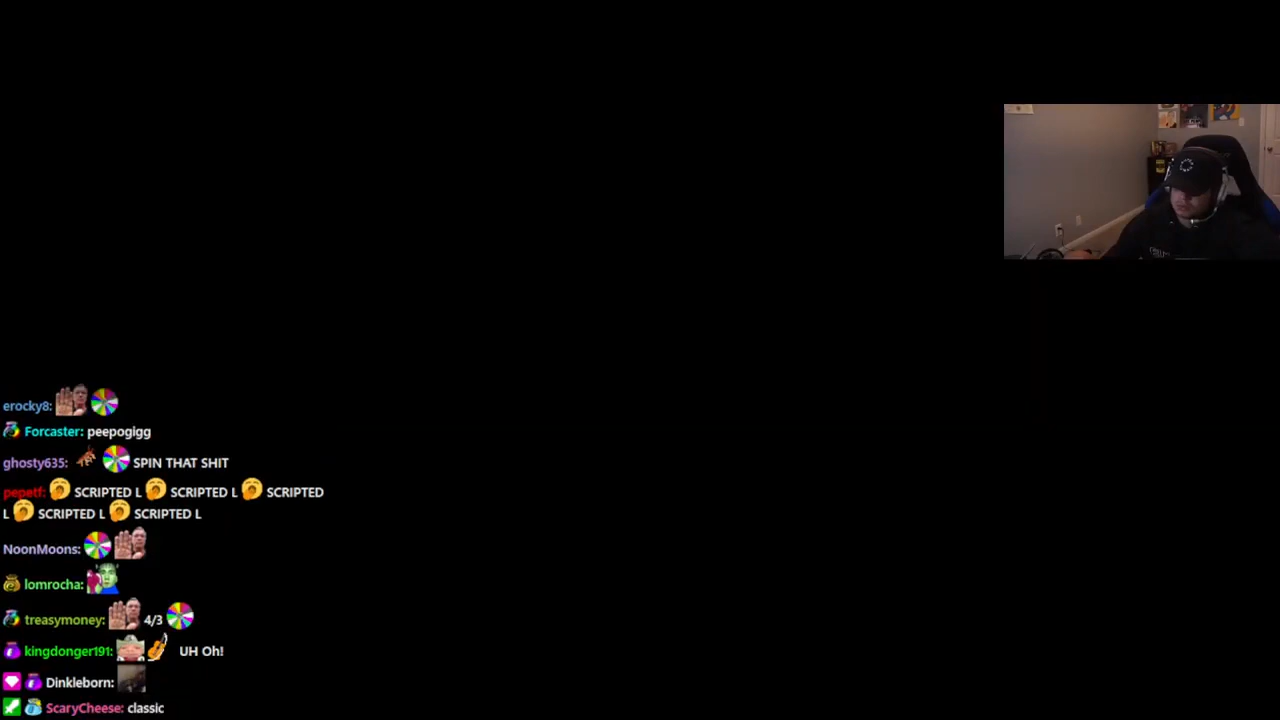 erocky8:
Forcaster: peepogigg
ghosty635: SPIN THAT SHIT
pepetf: SCRIPTED L SCRIPTED L SCRIPTED
L SCRIPTED L SCRIPTED L
NoonMoons:
lomrocha:
treasymoney: 4/3
kingdonger191: UH Oh!
Dinkleborn:
ScaryCheese: classic